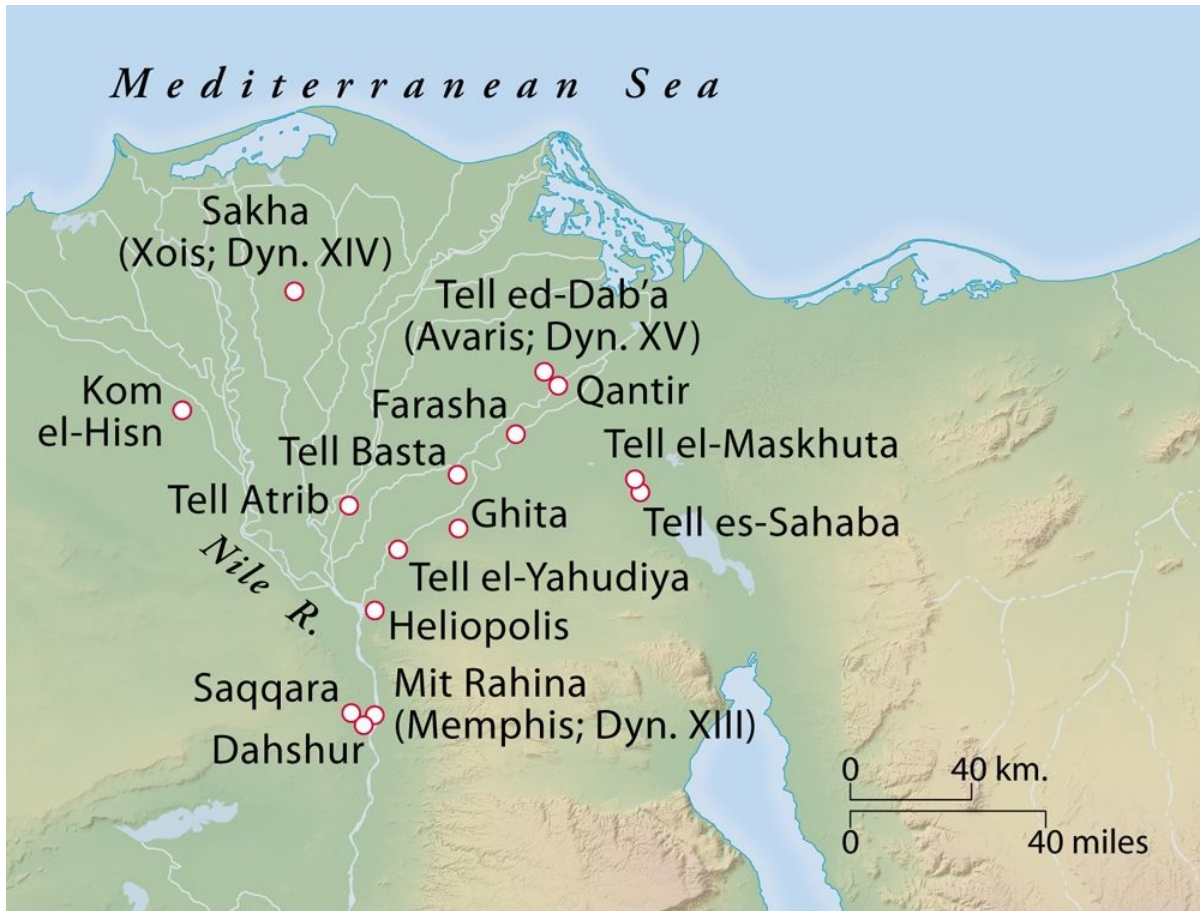 Mediterranean Sea
Sakha
(Xois; Dyn. XIV)
Tell ed-Dab’a
(Avaris; Dyn. XV)
Kom
el-Hisn
Qantir
Farasha
Tell Basta
Tell el-Maskhuta
Tell Atrib
Ghita
Tell es-Sahaba
Nile R.
Tell el-Yahudiya
Heliopolis
Saqqara
Mit Rahina
(Memphis; Dyn. XIII)
Dahshur
0 40 km.
0 40 miles